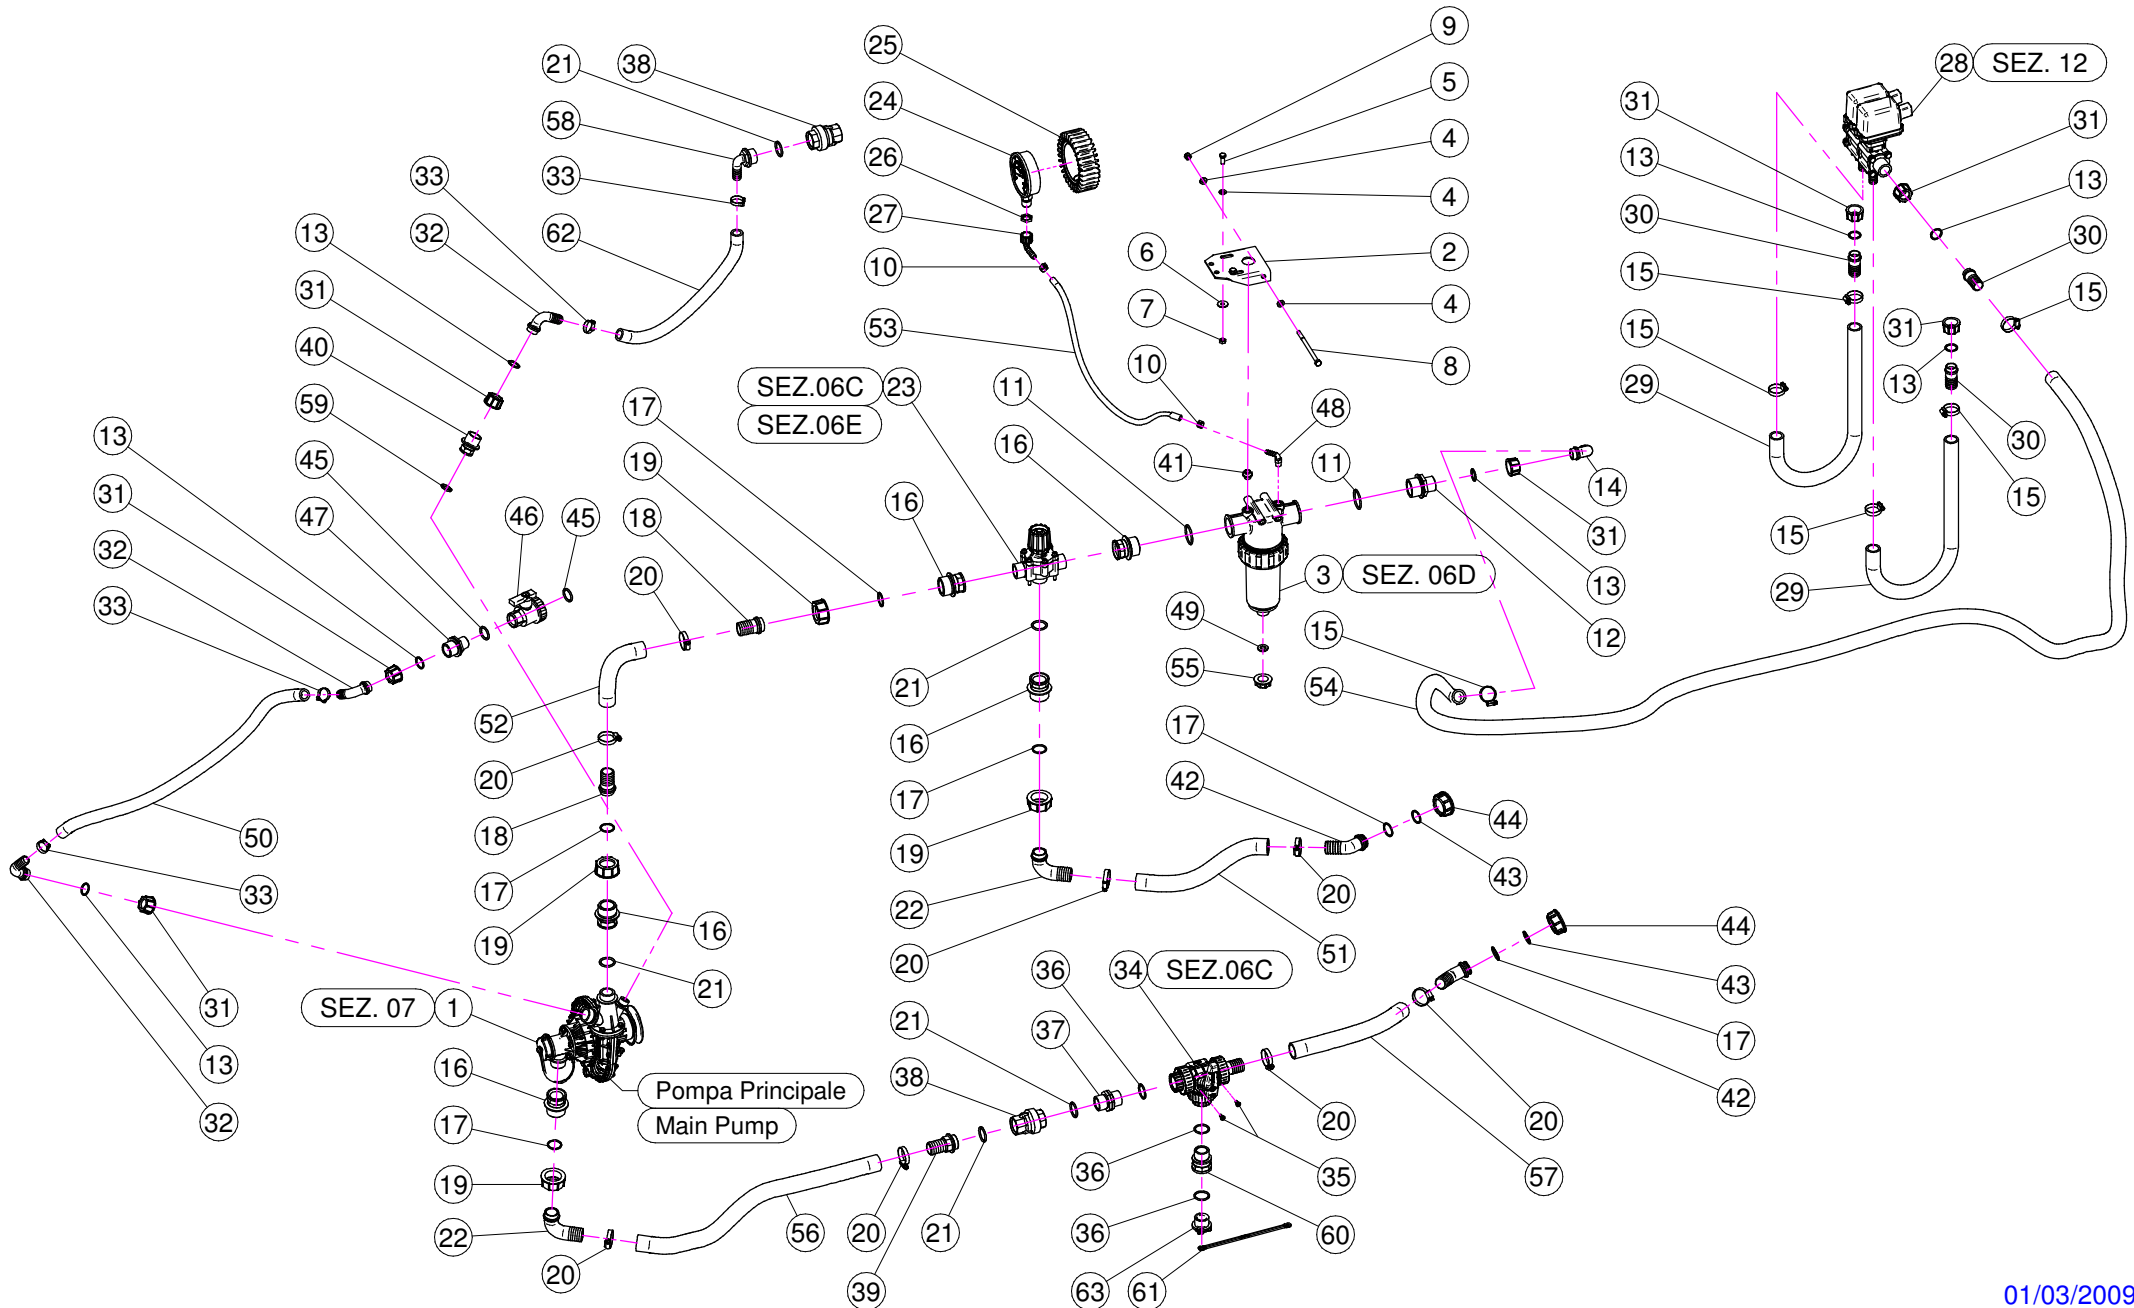 9
25
21 38
28 SEZ. 12
5
24
31 31
58
4
26 13
33 33 13
4
27 30
13 32 62 30
6 2
10
15 15
31
4
53 7 31
15
40
8
10
SEZ.06C 23 11 13
SEZ.06E
59 17 48
29
13 45 19 16 41 11 30
14
31 47 46 45 18 16 15
15
31
32 20 3 SEZ. 06D 13 29
33
49 12
21 15
55 54
52
16 17
20
17 42
50 18 44
19
33 17 43
20
22
16
19 20 51 44
20
36 34 SEZ.06C 43
21
SEZ. 07 1 31
21 37 17
13 16 Pompa Principale
38 42
32 Main Pump
17 20 20
36 35 57
19
22 56 20 21 36 60
20
39 63 61
01/03/2009